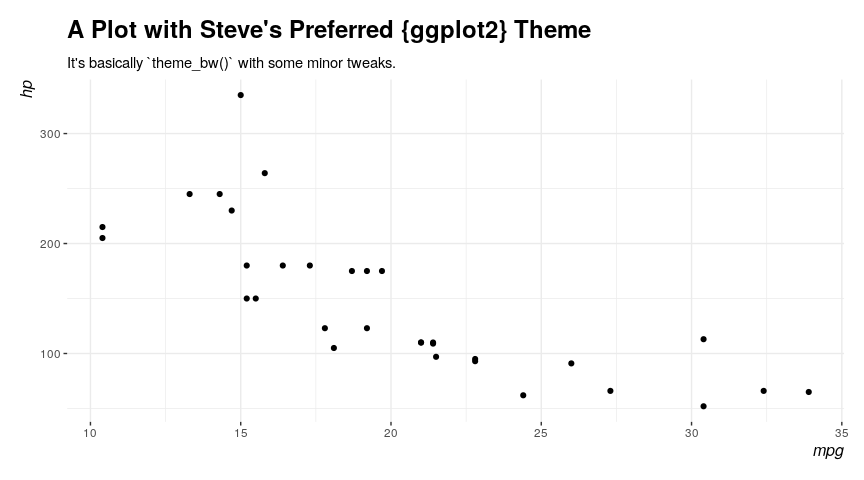 A Plot with Steve's Preferred {ggplot2} Theme
It's basically `theme_bw()` with some minor tweaks.
hp
300
200
100
10 15 20 25 30 35
mpg